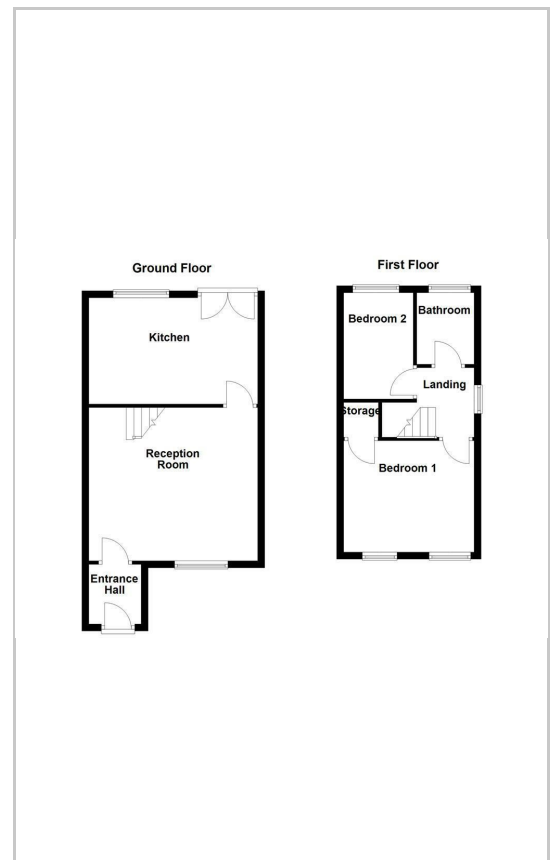 Ground Floor
Kitchen
Reception
Room
Entrance
Hall
First Floor
Bedroom 2
Bathroom
Landing
Storage
Bedroom 1